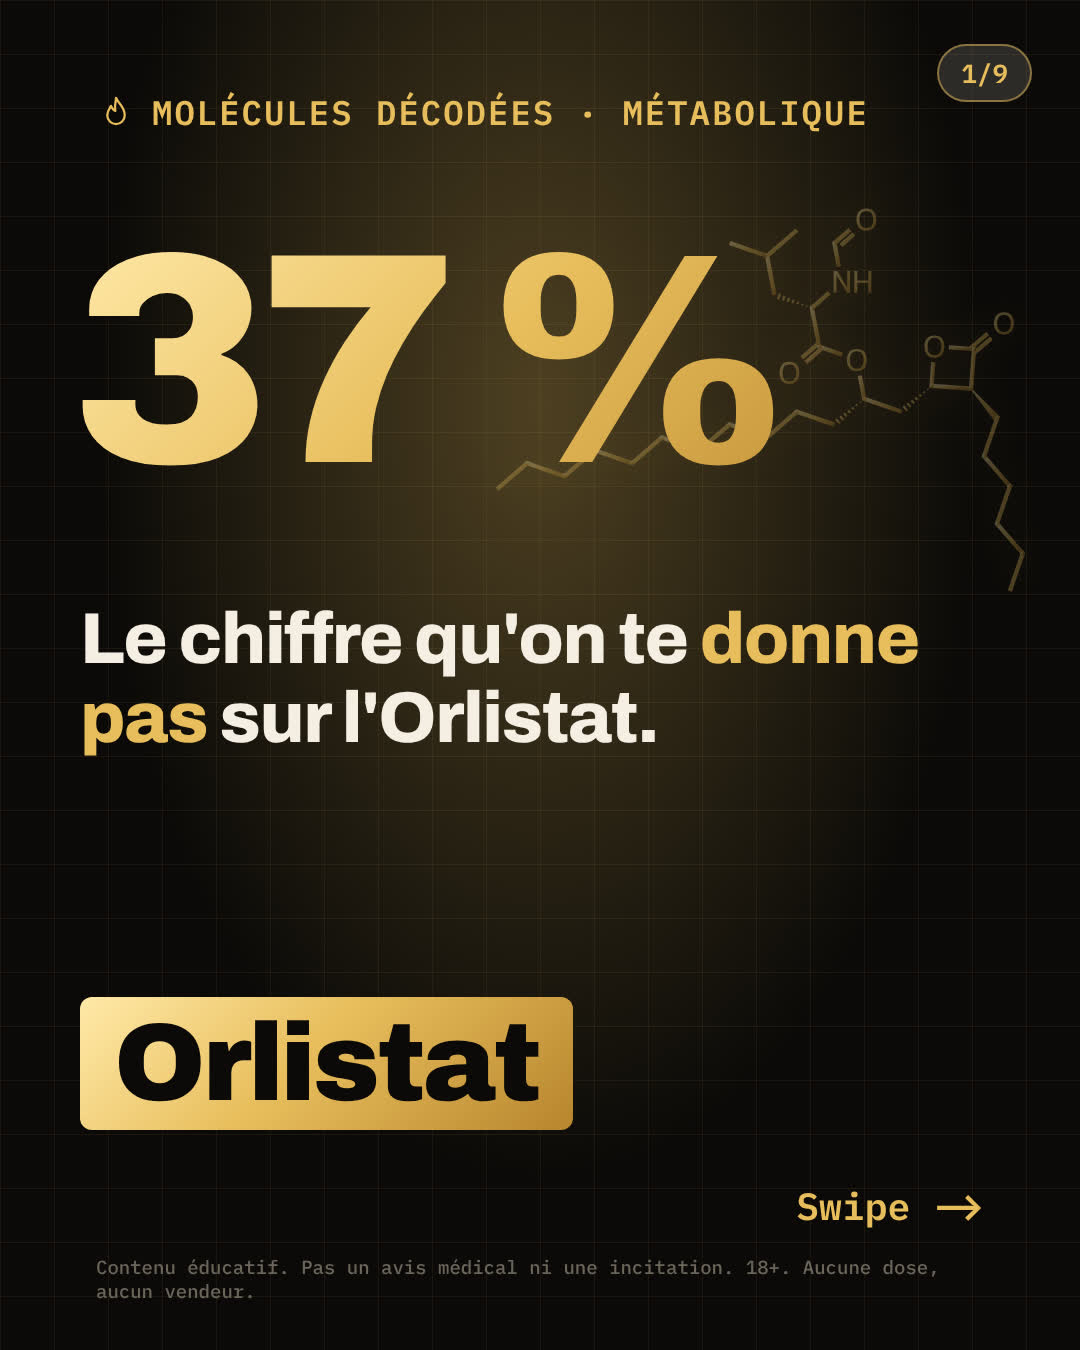 1/9
MOLÉCULES DÉCODÉES · MÉTABOLIQUE
37 %
O
NH
O
O
O
O
Le chiffre qu'on te donne
pas sur l'Orlistat.
Orlistat
Swipe →
Contenu éducatif. Pas un avis médical ni une incitation. 18+. Aucune dose,
aucun vendeur.